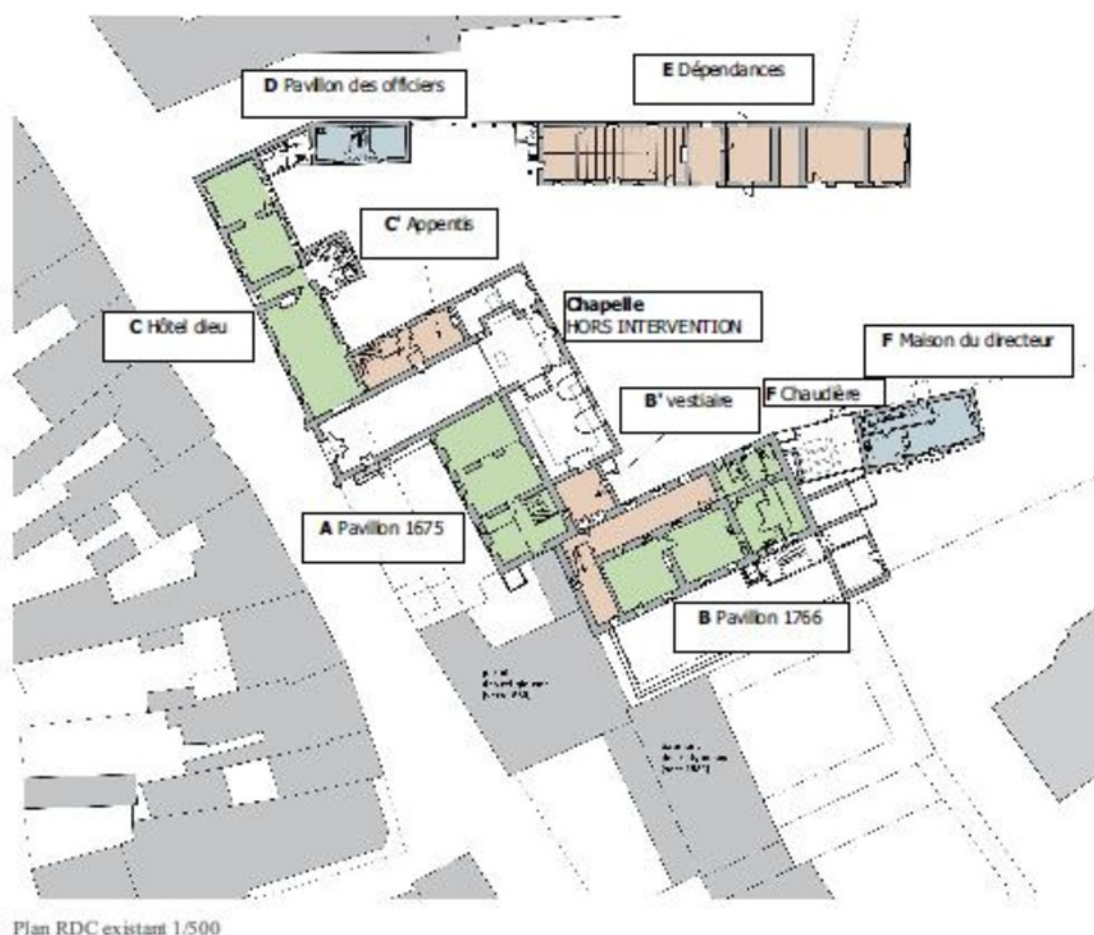 D Pavillon des officiers
E Dépendances
C' Appentis
Chapelle
HORS INTERVENTION
C Hôtel dieu
F Maison du directeur
F Chaudière
B' vestiaire
A Pavillon 1675
B Pavillon 1766
Plan RDC existant 1/500